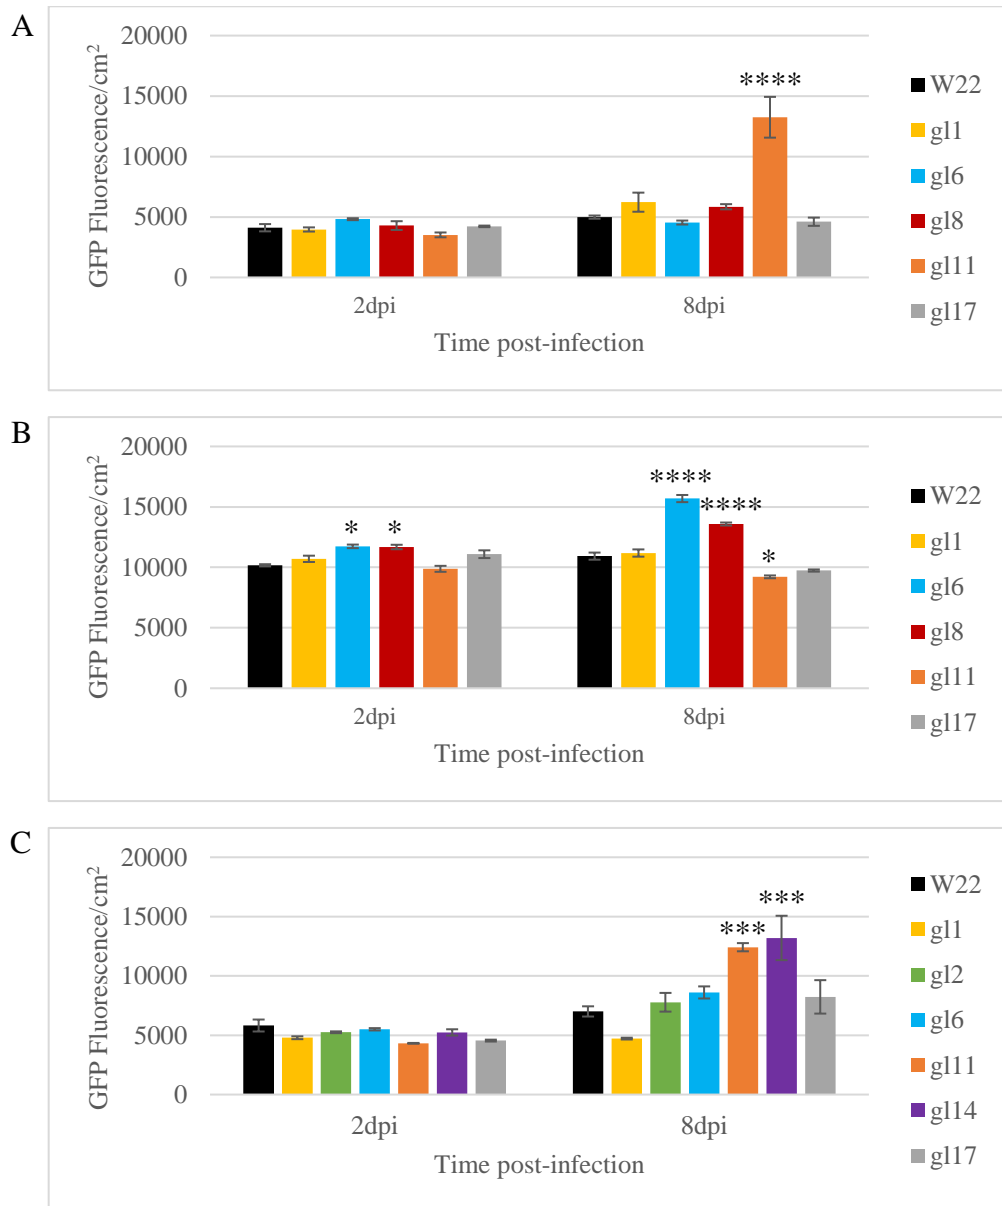 A
GFP Fluorescence/cm²
20000
15000
10000
5000
0
****
2dpi
8dpi
Time post-infection
W22
gl1
gl6
gl8
gl11
gl17
B
GFP Fluorescence/cm²
20000
15000
10000
5000
0
*
*
****
****
*
2dpi
8dpi
Time post-infection
W22
gl1
gl6
gl8
gl11
gl17
C
GFP Fluorescence/cm²
20000
15000
10000
5000
0
***
***
2dpi
8dpi
Time post-infection
W22
gl1
gl2
gl6
gl11
gl14
gl17